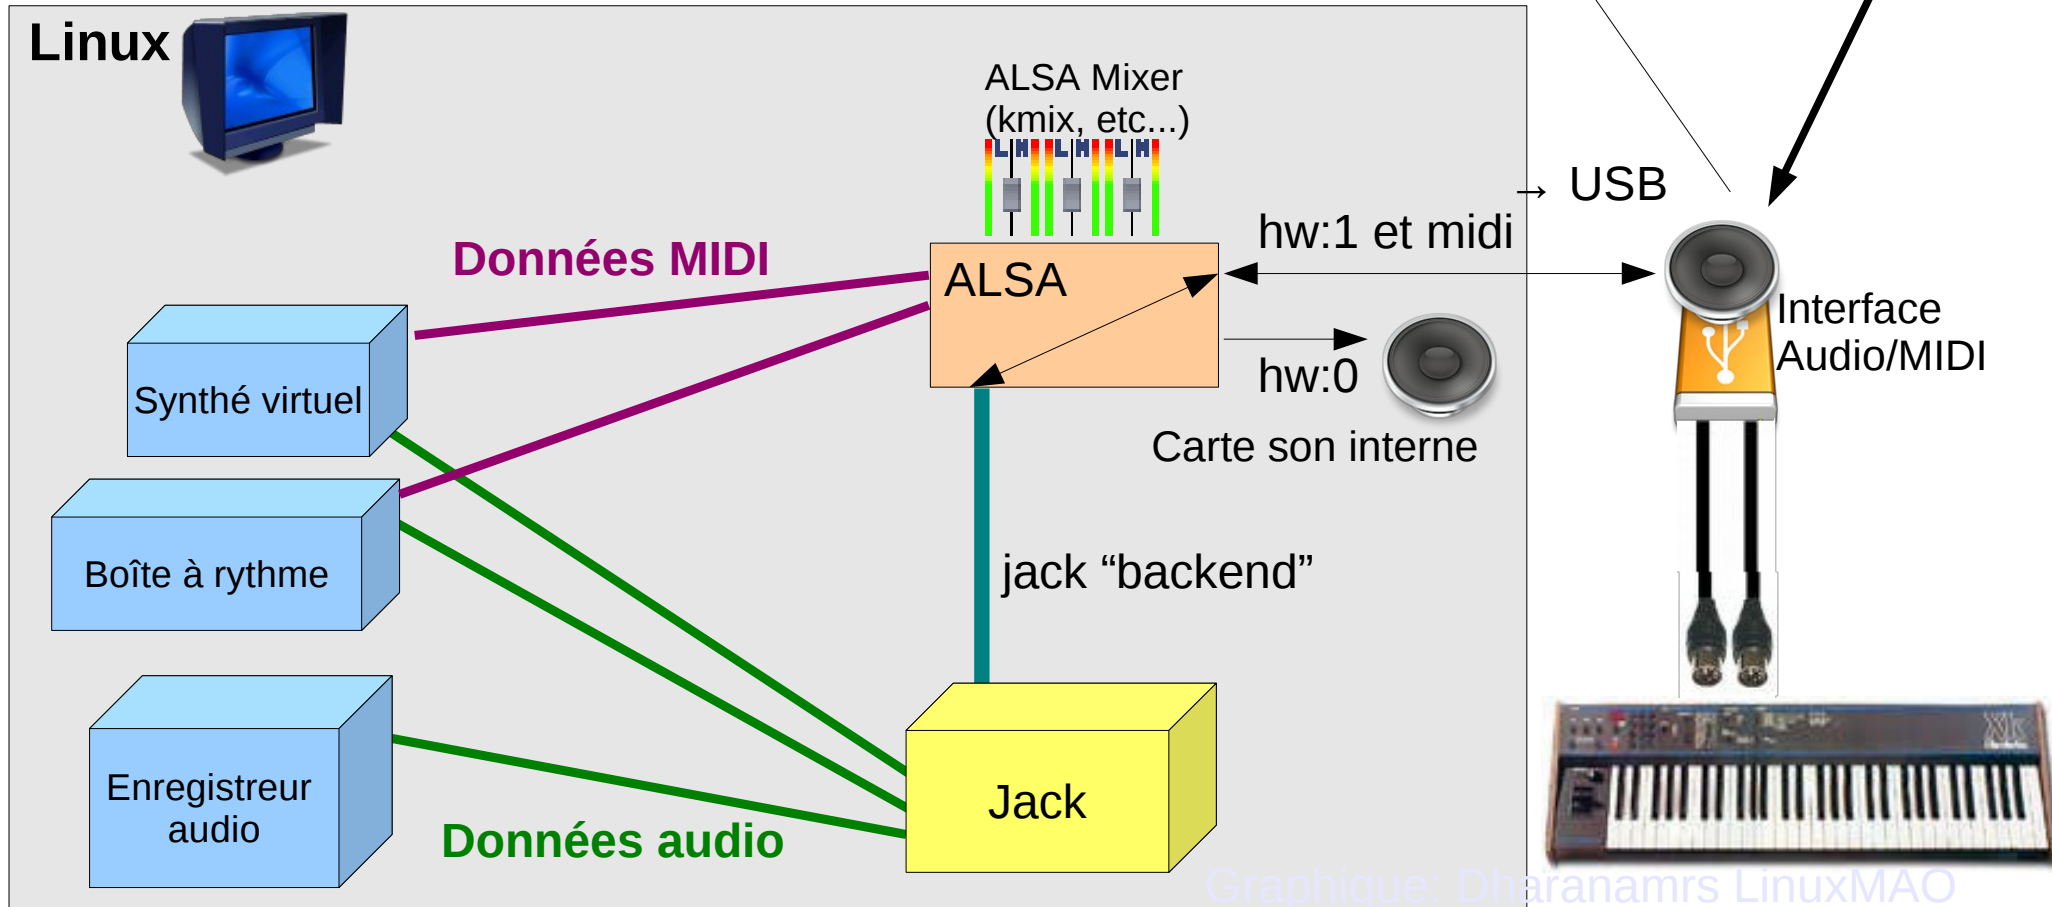 Linux
ALSA Mixer
(kmix, etc...)
L M L M L M
→ USB
hw:1 et midi
Données MIDI
ALSA
Interface
Audio/MIDI
hw:0
Synthé virtuel
Carte son interne
Boîte à rythme
jack “backend”
Enregistreur
audio
Jack
Données audio
Graphique: Dharanamrs LinuxMAO